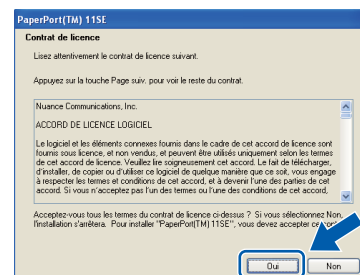 PaperPort(TM) 11SE
Contrat de licence
Lisez attentivement le contrat de licence suivant.
Appuyez sur la touche Page suiv. pour voir le reste du contrat.
Nuance Communications, Inc.
ACCORD DE LICENCE LOGICIEL
Le logiciel et les éléments connexes fournis dans le cadre de cet accord de licence sont
fournis sous licence, et non vendus, et peuvent être utilisés uniquement selon les termes
de cet accord de licence. Veuillez lire soigneusement cet accord. Le fait de télécharger,
d'installer, de copier ou d'utiliser ce logiciel de quelque manière que ce soit, vous engage
à respecter les termes et conditions de cet accord, et à devenir l'une des parties de cet
accord. Si vous n'acceptez pas l'un des termes ou l'une des conditions de cet accord,
Acceptez-vous tous les termes du contrat de licence ci-dessus ? Si vous sélectionnez Non,
l'installation s'arrêtera. Pour installer "PaperPort(TM) 11SE", vous devez accepter ce
Oui
Non